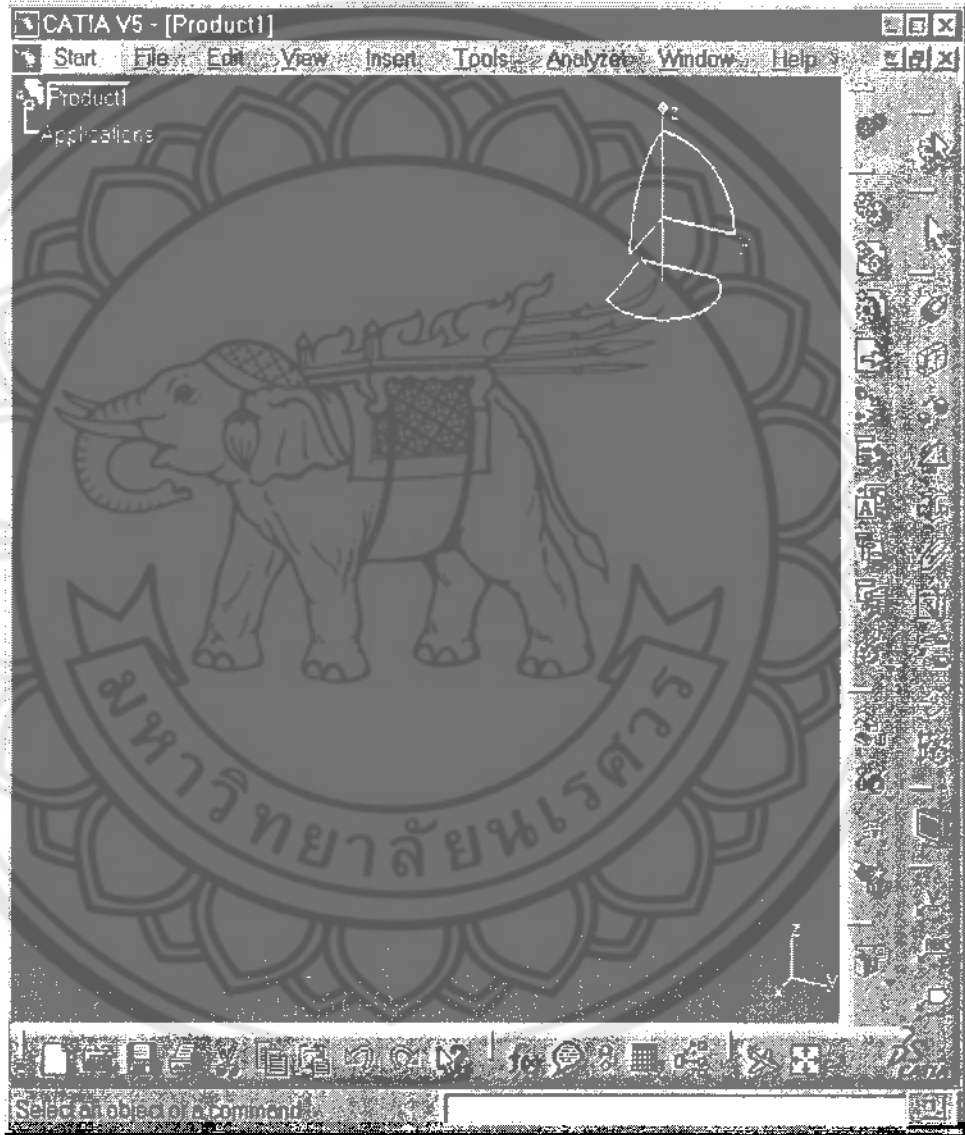 CATIA V5 - [Product1]
Start File Edit View Insert Tools Analyze Window Help
Product1
Applications
z
y
มหาวิทยาลัยนเรศวร
z
y
x
f(x)
Select an object or a command